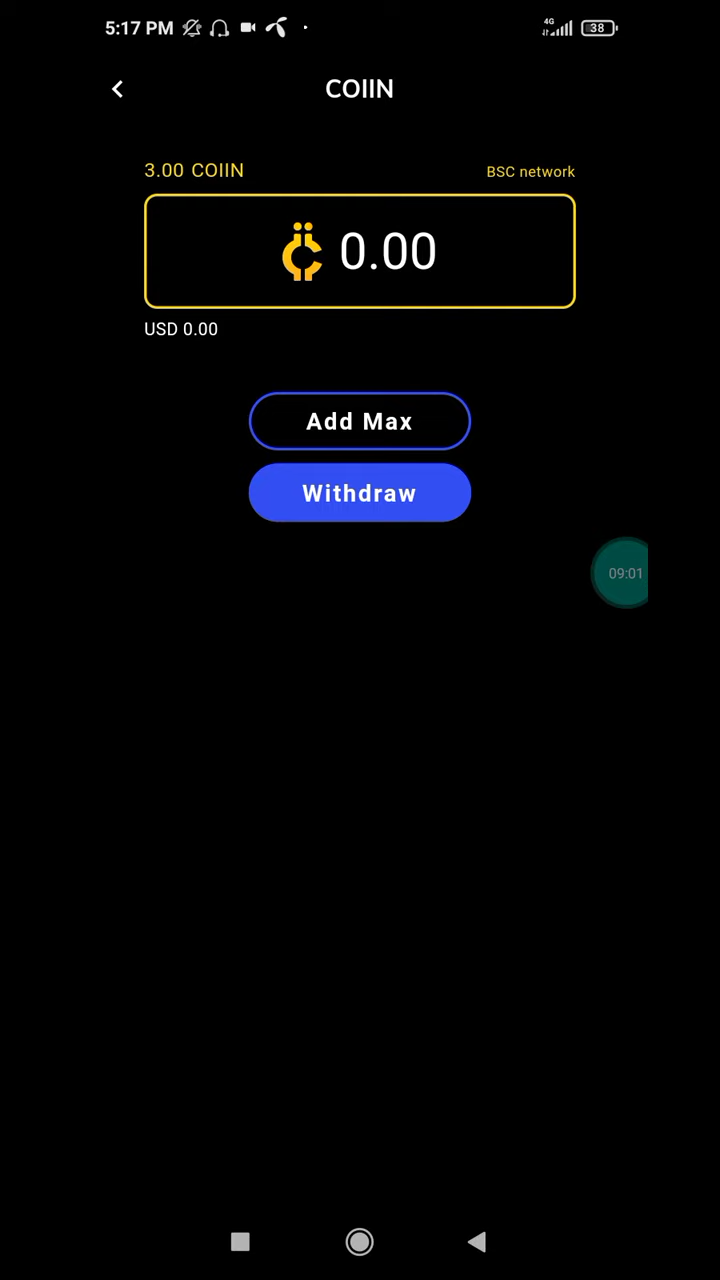 5:17 PM 4G 38
COIIN
3.00 COIIN BSC network
0.00
USD 0.00
Add Max
Withdraw
09:01